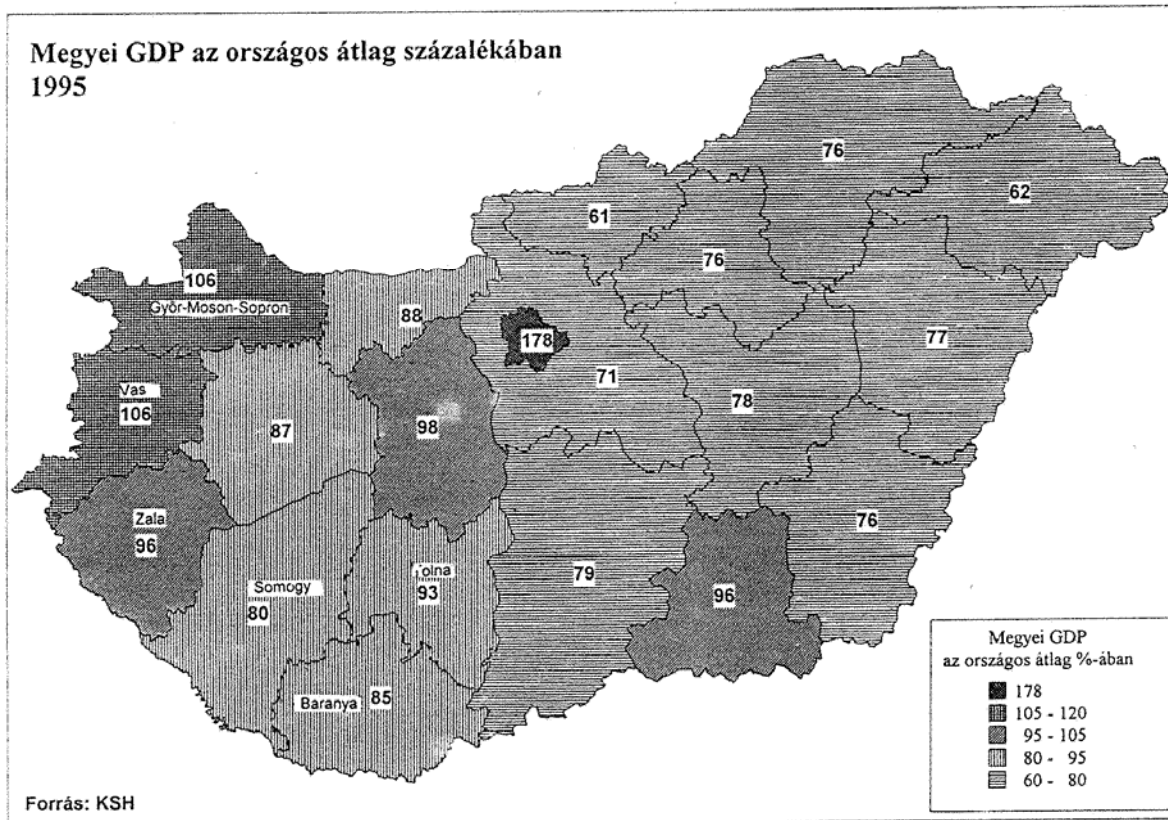 Megyei GDP az országos átlag százalékában
1995
76
62
61
76
106
Győr-Moson-Sopron
88
178
77
71
Vas
106
78
87
98
76
Zala
96
Tolna
93
79
Somogy
80
96
Baranya 85
Megyei GDP
az országos átlag %-ában
178
105 - 120
95 - 105
80 - 95
60 - 80
Forrás: KSH